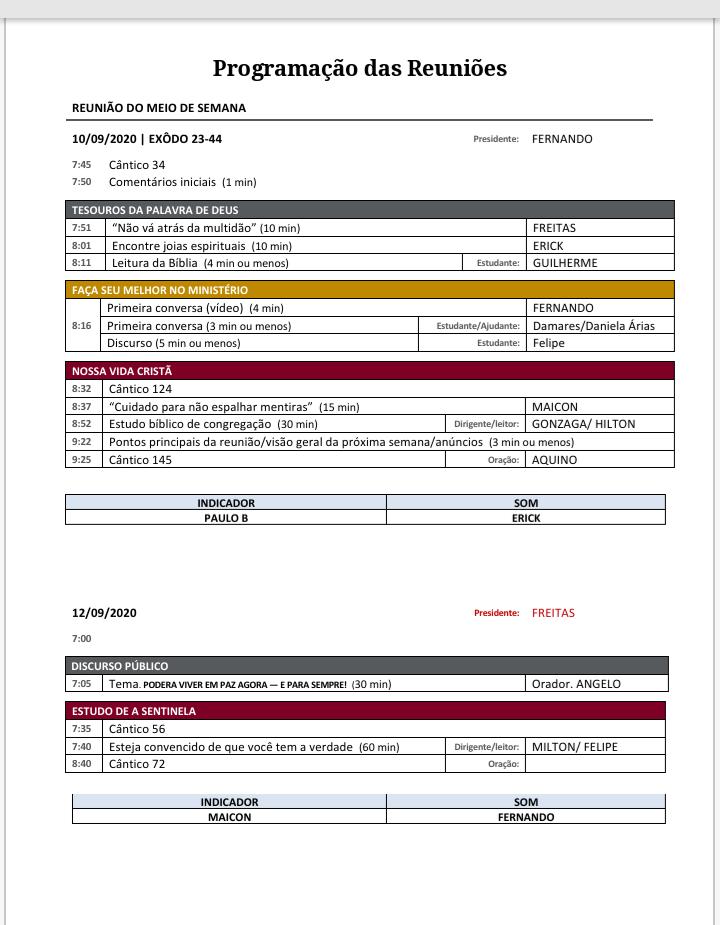 Programação das Reuniões
REUNIÃO DO MEIO DE SEMANA
10/09/2020 | EXÔDO 23-44 Presidente: FERNANDO
7:45 Cântico 34
7:50 Comentários iniciais (1 min)
TESOUROS DA PALAVRA DE DEUS
7:51 “Não vá atrás da multidão” (10 min) FREITAS
8:01 Encontre joias espirituais (10 min) ERICK
8:11 Leitura da Bíblia (4 min ou menos) Estudante: GUILHERME
FAÇA SEU MELHOR NO MINISTÉRIO
Primeira conversa (vídeo) (4 min) FERNANDO
8:16 Primeira conversa (3 min ou menos) Estudante/Ajudante: Damares/Daniela Árias
Discurso (5 min ou menos) Estudante: Felipe
NOSSA VIDA CRISTÃ
8:32 Cântico 124
8:37 “Cuidado para não espalhar mentiras” (15 min) MAICON
8:52 Estudo bíblico de congregação (30 min) Dirigente/leitor: GONZAGA/ HILTON
9:22 Pontos principais da reunião/visão geral da próxima semana/anúncios (3 min ou menos)
9:25 Cântico 145 Oração: AQUINO
INDICADOR SOM
PAULO B ERICK
12/09/2020 Presidente: FREITAS
7:00
DISCURSO PÚBLICO
7:05 Tema. PODERA VIVER EM PAZ AGORA — E PARA SEMPRE! (30 min) Orador. ANGELO
ESTUDO DE A SENTINELA
7:35 Cântico 56
7:40 Esteja convencido de que você tem a verdade (60 min) Dirigente/leitor: MILTON/ FELIPE
8:40 Cântico 72 Oração:
INDICADOR SOM
MAICON FERNANDO